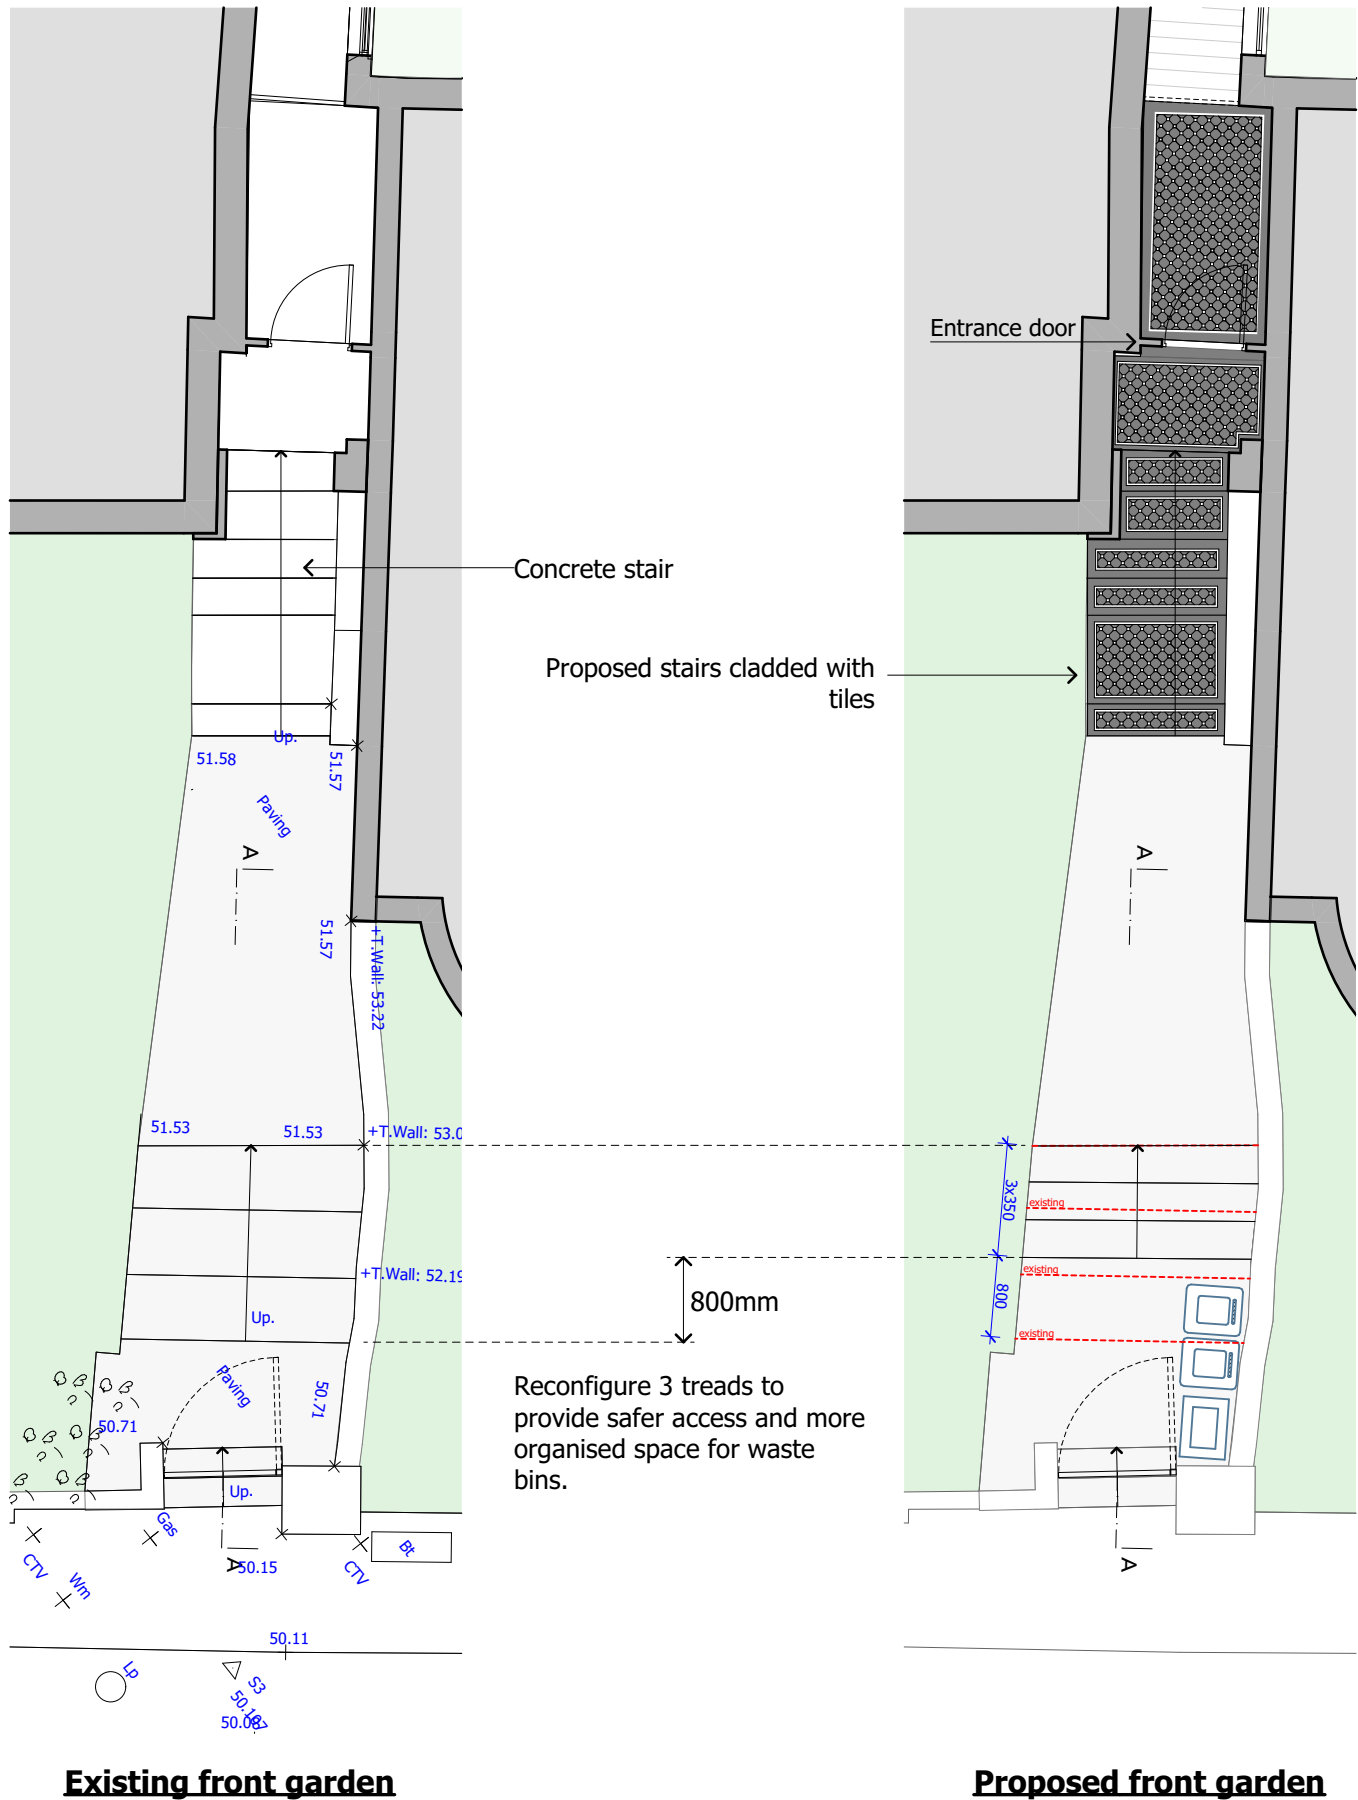 Entrance door
Concrete stair
Proposed stairs cladded with
tiles
Up.
51.58
51.57
Paving
A
A
51.57
+T.Wall: 53.22
51.53
51.53
+T.Wall: 53.0
3x350
existing
+T.Wall: 52.19
existing
800mm
800
Up.
existing
Paving
50.71
50.71
Reconfigure 3 treads to
provide safer access and more
organised space for waste
bins.
Up.
Gas
CTV
Wm
A
50.15
CTV
Bt
A
50.11
Lp
S3
50.107
Existing front garden
Proposed front garden